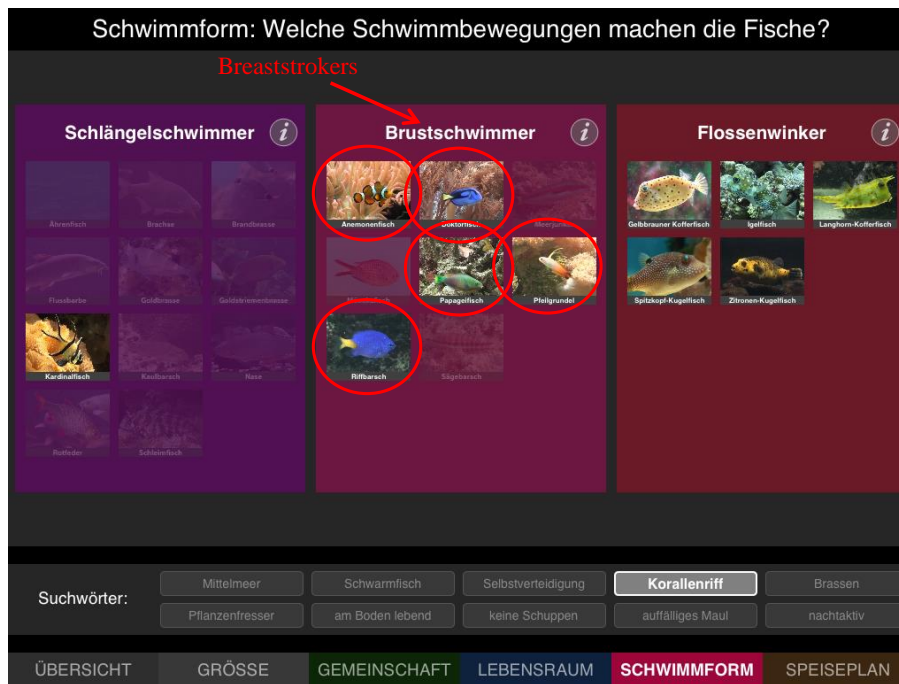 Schwimmform: Welche Schwimmbewegungen machen die Fische?
Breaststrokers
Schlängelschwimmer
Brustschwimmer
Flossenwinker
Ährenfisch Brachse Brandbrasse
Anemonenfisch Doktorfisch Meerjunker
Gelbbrauner Kofferfisch Igelfisch Langhorn-Kofferfisch
Flussbarbe Goldbrasse Goldstriemenbrasse
Papageifisch Pfeilgrundel
Spitzkopf-Kugelfisch Zitronen-Kugelfisch
Kardinalfisch Kaulbarsch Nase
Riffbarsch Sägebarsch
Rotfeder Schleimfisch
Suchwörter:
Mittelmeer Schwarmfisch Selbstverteidigung Korallenriff Brassen
Pflanzenfresser am Boden lebend keine Schuppen auffälliges Maul nachtaktiv
ÜBERSICHT GRÖSSE GEMEINSCHAFT LEBENSRAUM SCHWIMMFORM SPEISEPLAN